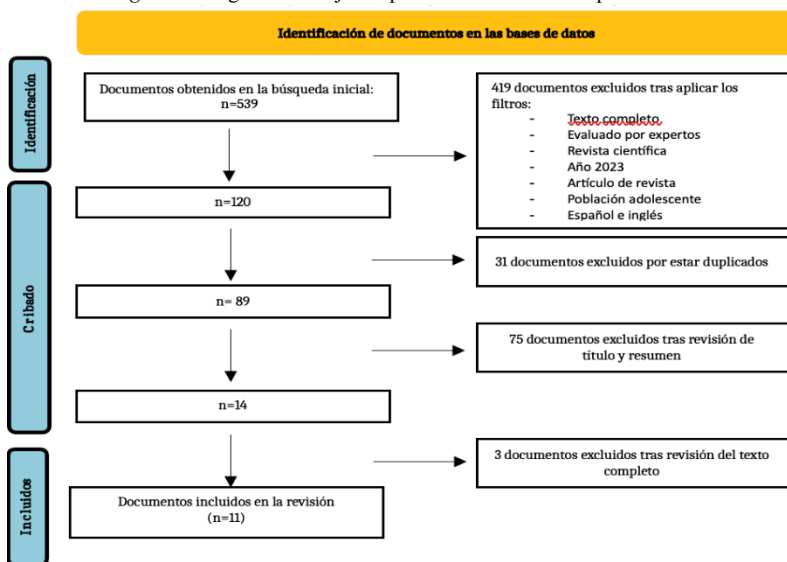 Identificación de documentos en las bases de datos
Identificación
Documentos obtenidos en la búsqueda inicial:
n=539
419 documentos excluidos tras aplicar los
filtros:
- Texto completo
- Evaluado por expertos
- Revista científica
- Año 2023
- Artículo de revista
- Población adolescente
- Español e inglés
Cribado
n=120
31 documentos excluidos por estar duplicados
n= 89
75 documentos excluidos tras revisión de
título y resumen
n=14
3 documentos excluidos tras revisión del texto
completo
Incluidos
Documentos incluidos en la revisión
(n=11)